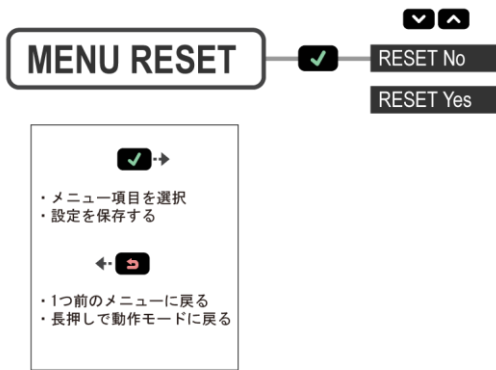 MENU RESET
RESET No
RESET Yes
・メニュー項目を選択
・設定を保存する
・1つ前のメニューに戻る
・長押しで動作モードに戻る